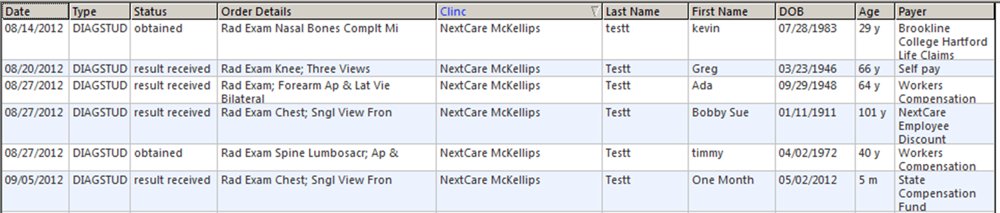 Date Type Status Order Details Clinc Last Name First Name DOB Age Payer
08/14/2012 DIAGSTUD obtained Rad Exam Nasal Bones Complt Mi NextCare McKellips testt kevin 07/28/1983 29 y Brookline
College Hartford
Life Claims
08/20/2012 DIAGSTUD result received Rad Exam Knee; Three Views NextCare McKellips Testt Greg 03/23/1946 66 y Self pay
08/27/2012 DIAGSTUD result received Rad Exam; Forearm Ap & Lat Vie NextCare McKellips Testt Ada 09/29/1948 64 y Workers
Bilateral Compensation
08/27/2012 DIAGSTUD result received Rad Exam Chest; Sngl View Fron NextCare McKellips Testt Bobby Sue 01/11/1911 101 y NextCare
Employee
Discount
08/27/2012 DIAGSTUD obtained Rad Exam Spine Lumbosacr; Ap & NextCare McKellips Testt timmy 04/02/1972 40 y Workers
Compensation
09/05/2012 DIAGSTUD result received Rad Exam Chest; Sngl View Fron NextCare McKellips Testt One Month 05/02/2012 5 m State
Compensation
Fund